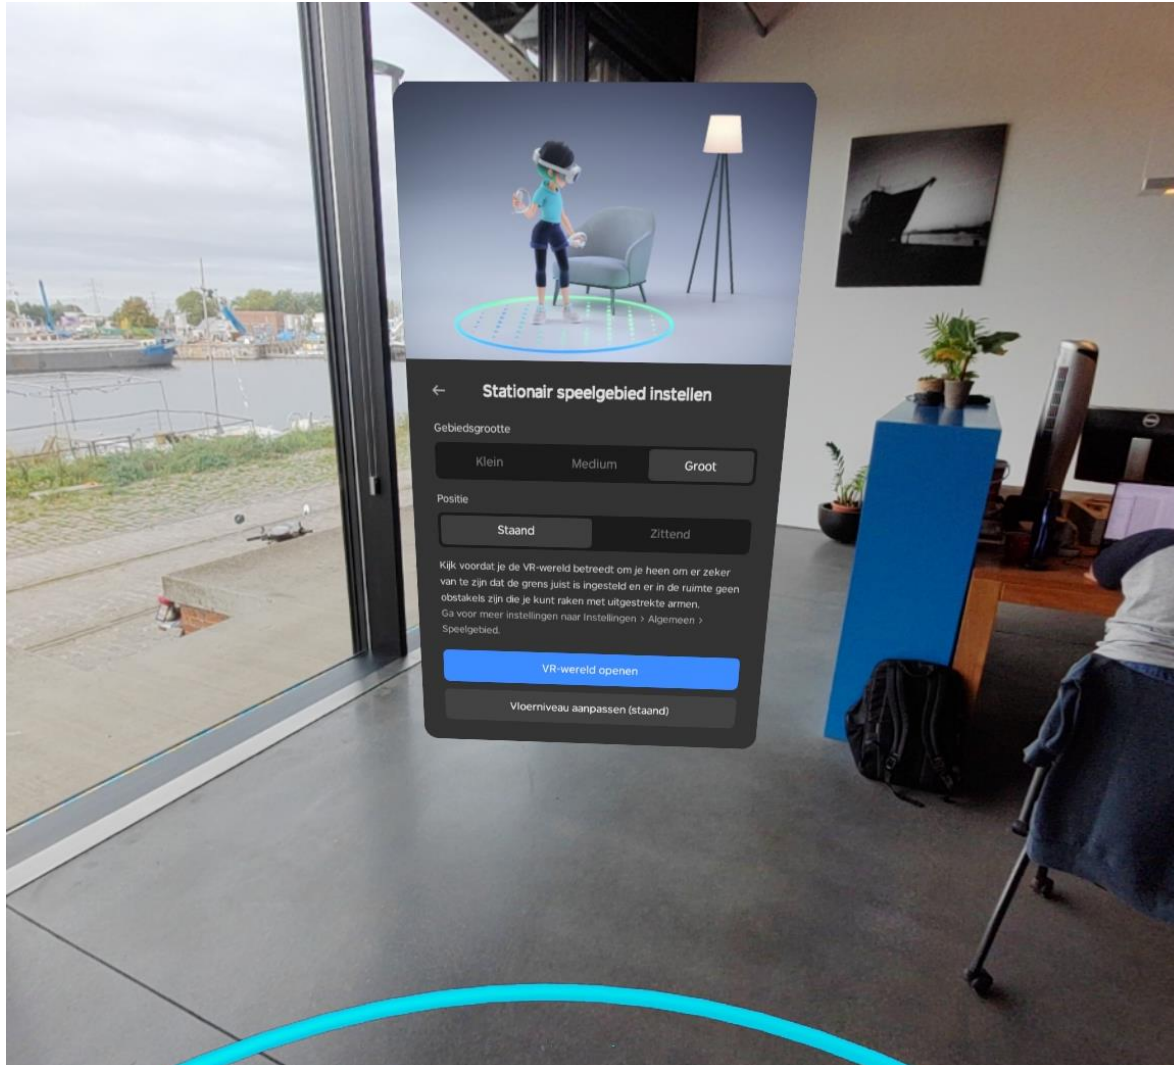 Stationair speelgebied instellen
Gebiedsgrootte
Klein
Medium
Groot
Positie
Staand
Zittend
Kijk voordat je de VR-wereld betreedt om je heen om er zeker
van te zijn dat de grens juist is ingesteld en er in de ruimte geen
obstakels zijn die je kunt raken met uitgestrekte armen.
Ga voor meer instellingen naar Instellingen > Algemeen >
Speelgebied.
VR-wereld openen
Vloerniveau aanpassen (staand)
DELL